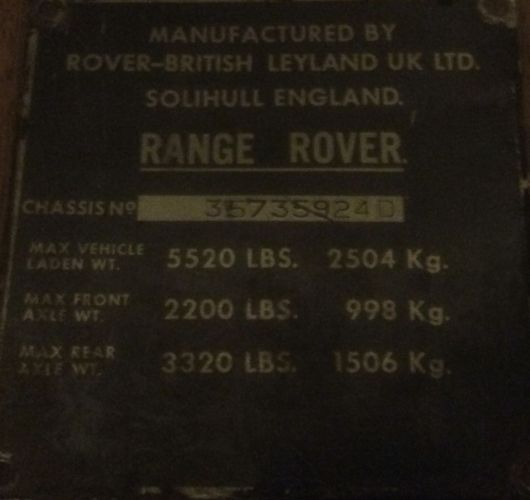 MANUFACTURED BY
ROVER-BRITISH LEYLAND UK LTD.
SOLIHULL ENGLAND.
RANGE ROVER.
CHASSIS Nº 35735924D
MAX VEHICLE LADEN WT. 5520 LBS. 2504 Kg.
MAX FRONT AXLE WT. 2200 LBS. 998 Kg.
MAX REAR AXLE WT. 3320 LBS. 1506 Kg.